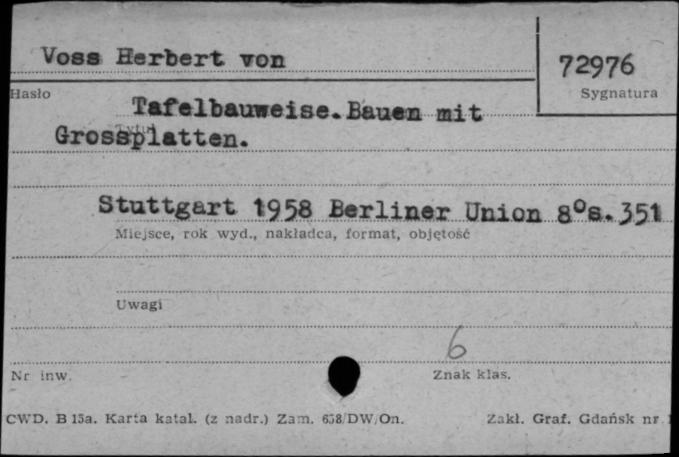 Voss Herbert von
72976
Hasło
Sygnatura
Tafelbauweise.Bauen mit
Tytuł
Grossplatten.
Stuttgart 1958 Berliner Union 8⁰s.351
Miejsce, rok wyd., nakładca, format, objętość
Uwagi
6
Nr inw.
Znak klas.
CWD. B 15a. Karta katal. (z nadr.) Zam. 658/DW/On.
Zakł. Graf. Gdańsk nr